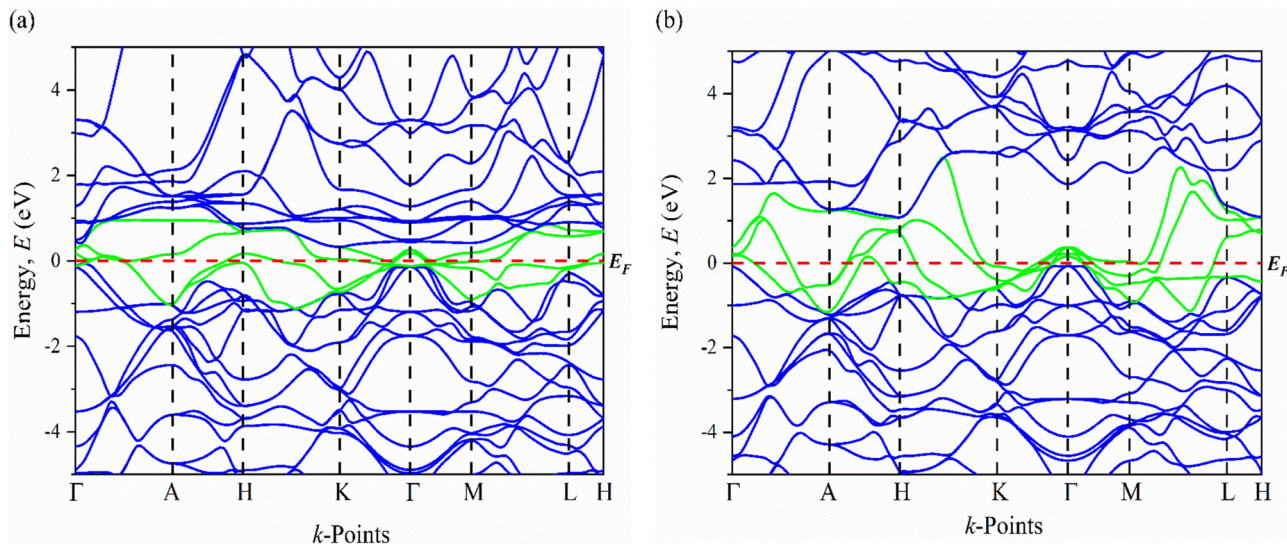 (a)
Energy, E (eV)
4
2
0
-2
-4
E_F
Γ A H K Γ M L H
k-Points
(b)
Energy, E (eV)
4
2
0
-2
-4
E_F
Γ A H K Γ M L H
k-Points